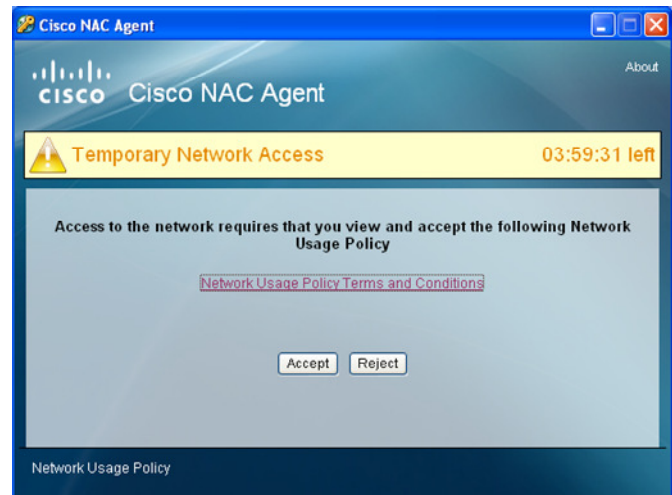 Cisco NAC Agent
About
CISCO Cisco NAC Agent
Temporary Network Access 03:59:31 left
Access to the network requires that you view and accept the following Network
Usage Policy
Network Usage Policy Terms and Conditions
Accept Reject
Network Usage Policy